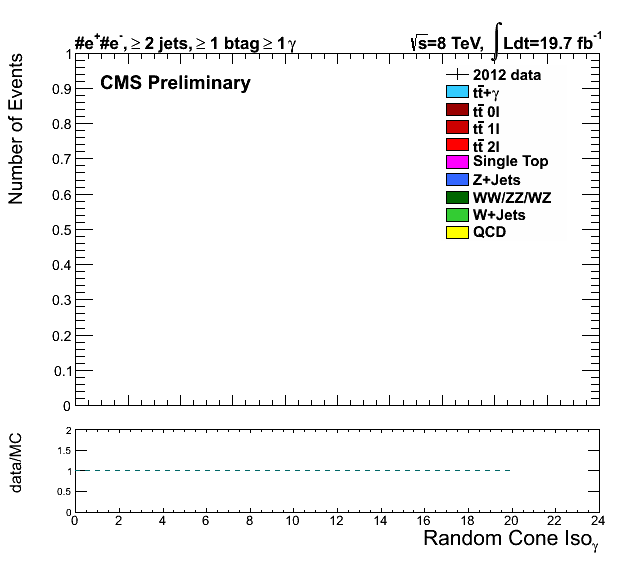 #e⁺#e⁻, ≥ 2 jets, ≥ 1 btag ≥ 1 γ √s=8 TeV, ∫ Ldt=19.7 fb⁻¹
CMS Preliminary
2012 data
tt̄+γ
tt̄ 0l
tt̄ 1l
tt̄ 2l
Single Top
Z+Jets
WW/ZZ/WZ
W+Jets
QCD
Number of Events
1
0.9
0.8
0.7
0.6
0.5
0.4
0.3
0.2
0.1
0
data/MC
2
1.5
1
0.5
0
0 2 4 6 8 10 12 14 16 18 20 22 24
Random Cone Isoγ